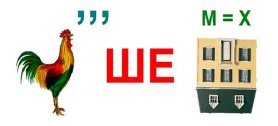 ,,, М = Х
ШЕ